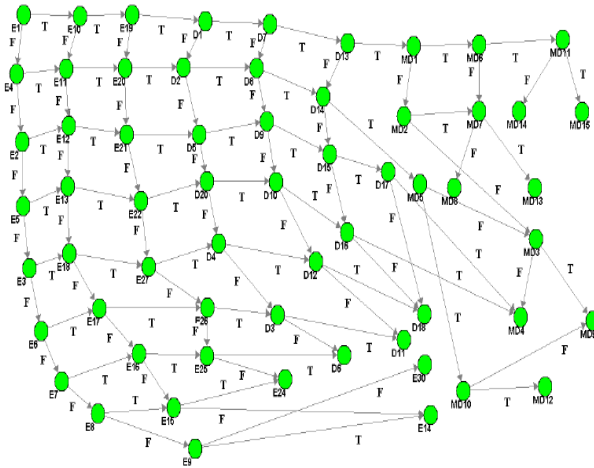 E1 T E10 T E19 T D1 T D7
T D13 T MD1 T MD6 T MD11
F F F F F F F F F
E4 T E11 T E20 T D2 T D8 T D14 T MD14 MD15
F F F F F F F T
MD2 T MD7
E12 T D9
E2 T T E21 T T T D15 F T
F F F F F F T D17 T
E5 T E13 T E22 T D20 T D10 T MD5 MD8 MD13
F F F F F F T F
E18 T D4 T D16 T MD3
E3 T T E27 T D12 T T F T
F F F F F F F T
E17 T E26 D3 T D18 MD4 MD9
E6 T T F F T D11 T
F F E16 T E25 T T F
E7 T F F E24 E30
F T T F MD10 T MD12
E8 T E15 F E14
F F T
E9